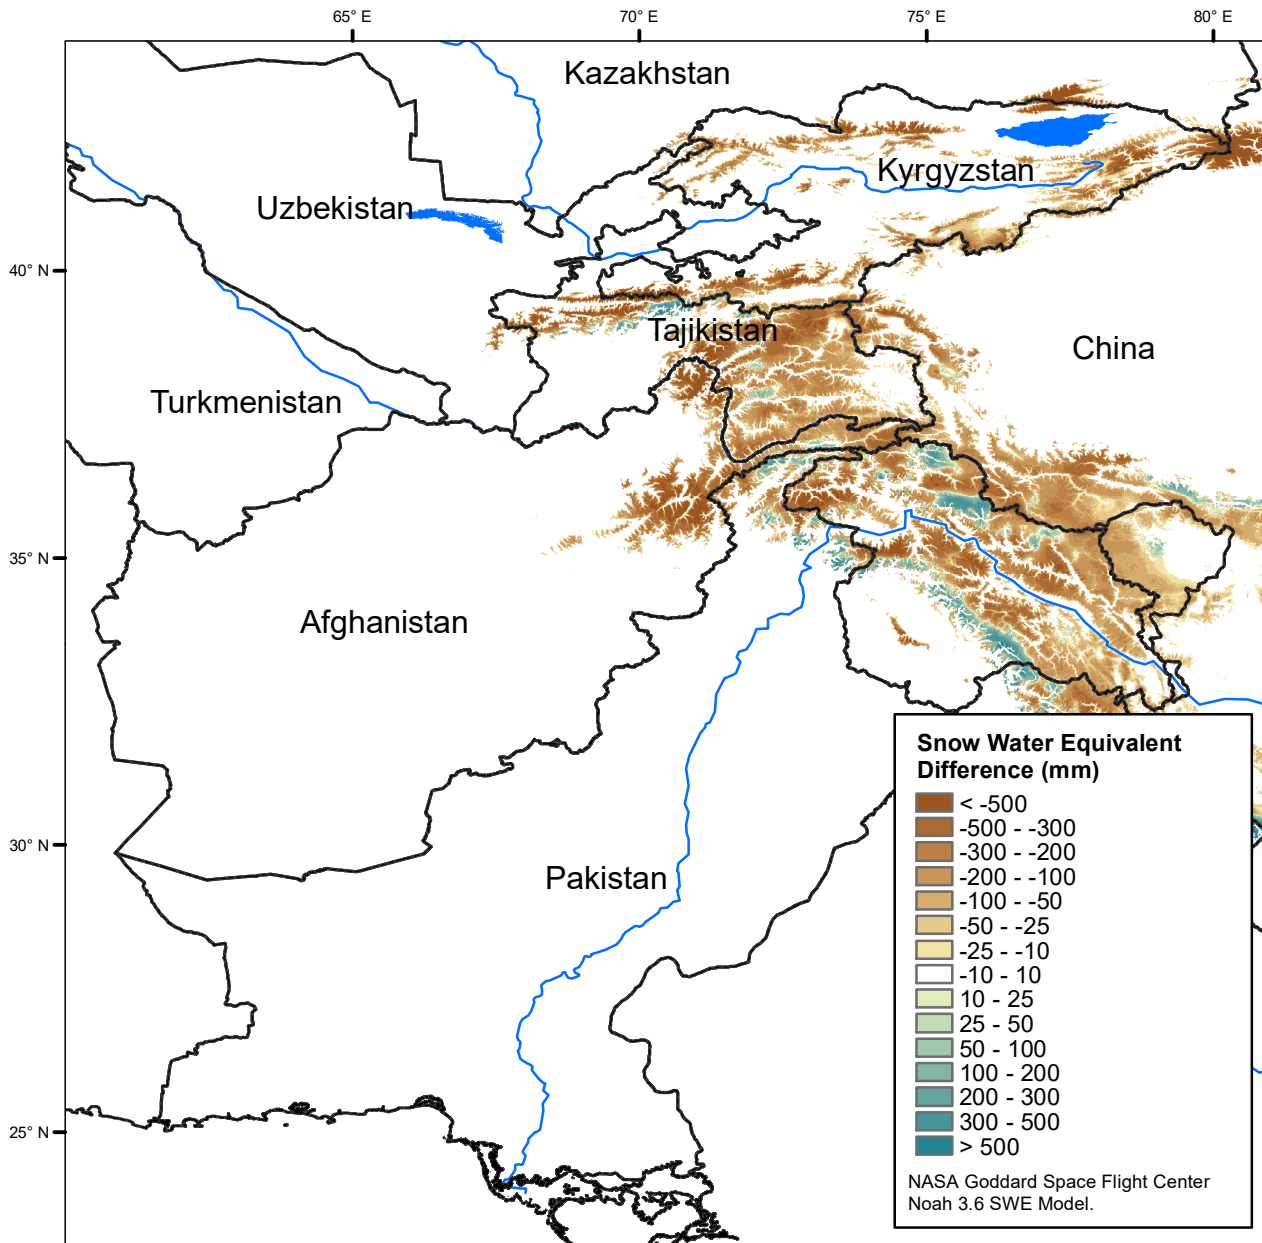 65° E
70° E
75° E
80° E
Kazakhstan
Kyrgyzstan
Uzbekistan
40° N
Tajikistan
China
Turkmenistan
35° N
Afghanistan
Snow Water Equivalent
Difference (mm)
< -500
-500 - -300
-300 - -200
-200 - -100
-100 - -50
-50 - -25
-25 - -10
-10 - 10
10 - 25
25 - 50
50 - 100
100 - 200
200 - 300
300 - 500
> 500
NASA Goddard Space Flight Center
Noah 3.6 SWE Model.
30° N
Pakistan
25° N